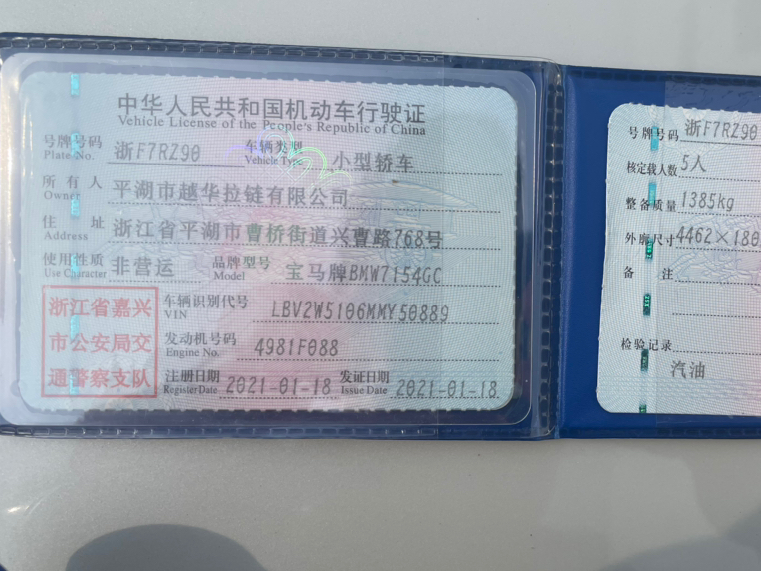 中华人民共和国机动车行驶证
Vehicle License of the People's Republic of China
号牌号码 浙F7RZ90 车辆类型 小型轿车
Plate No. Vehicle Type
所有人 平湖市越华拉链有限公司
Owner
住址 浙江省平湖市曹桥街道兴曹路768号
Address
使用性质 非营运 品牌型号 宝马牌BMW7154GC
Use Character Model
浙江省嘉兴
市公安局交
通警察支队
车辆识别代号 LBV2W5106MMY50889
VIN
发动机号码 4981F088
Engine No.
注册日期 2021-01-18 发证日期 2021-01-18
Register Date Issue Date
号牌号码 浙F7RZ90
核定载人数 5人
整备质量 1385kg
外廓尺寸 4462×180
备注
检验记录
汽油